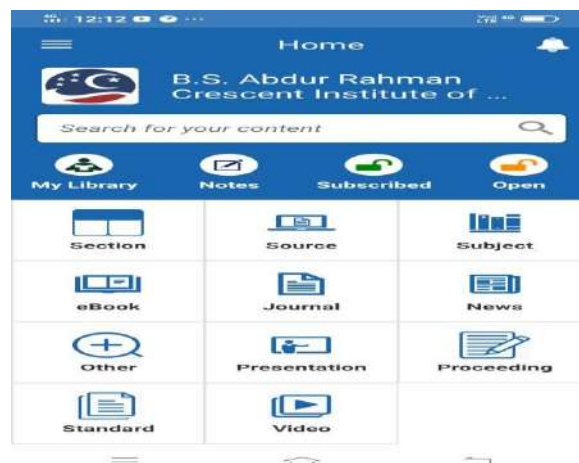 12:12
Home
B.S. Abdur Rahman
Crescent Institute of ...
Search for your content
My Library Notes Subscribed Open
Section Source Subject
eBook Journal News
Other Presentation Proceeding
Standard Video